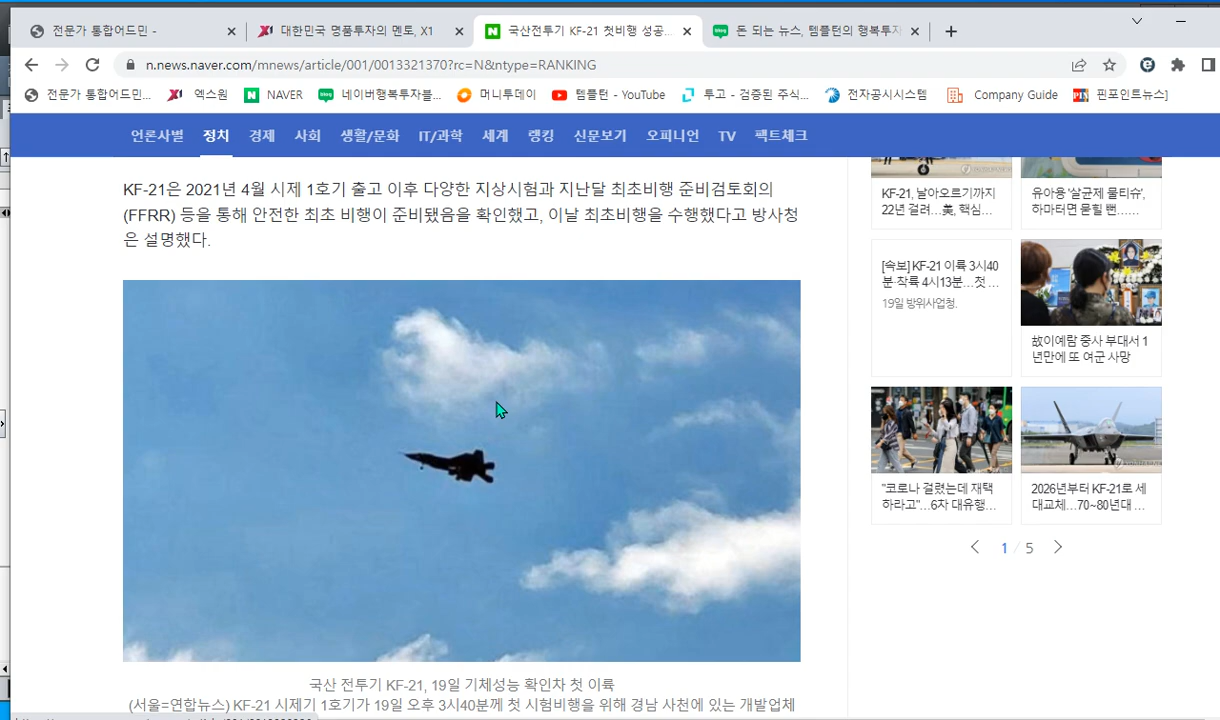 전문가 통합어드민 -
대한민국 명품투자의 멘토, X1
국산전투기 KF-21 첫비행 성공
돈 되는 뉴스, 템플턴의 행복투자
n.news.naver.com/mnews/article/001/0013321370?rc=N&ntype=RANKING
전문가 통합어드민...
엑스원
NAVER
네이버행복투자블...
머니투데이
템플턴 - YouTube
투고 - 검증된 주식...
전자공시시스템
Company Guide
핀포인트뉴스]
언론사별 정치 경제 사회 생활/문화 IT/과학 세계 랭킹 신문보기 오피니언 TV 팩트체크
KF-21은 2021년 4월 시제 1호기 출고 이후 다양한 지상시험과 지난달 최초비행 준비검토회의
(FFRR) 등을 통해 안전한 최초 비행이 준비됐음을 확인했고, 이날 최초비행을 수행했다고 방사청
은 설명했다.
국산 전투기 KF-21, 19일 기체성능 확인차 첫 이륙
(서울=연합뉴스) KF-21 시제기 1호기가 19일 오후 3시40분께 첫 시험비행을 위해 경남 사천에 있는 개발업체
KF-21, 날아오르기까지
22년 걸려...美, 핵심...
유아용 '살균제 물티슈',
하마터면 묻힐 뻔......
[속보] KF-21 이륙 3시40
분·착륙 4시13분...첫 ...
19일 방위사업청.
故이예람 중사 부대서 1
년만에 또 여군 사망
"코로나 걸렸는데 재택
하라고"...6차 대유행...
2026년부터 KF-21로 세
대교체...70~80년대 ...
1 / 5